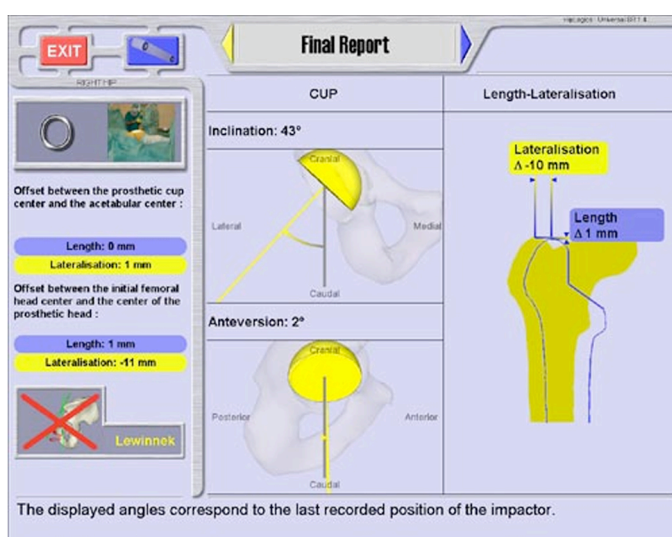 HipLogics Universal
EXIT
Final Report
RIGHT HIP
CUP
Length-Lateralisation
Inclination: 43°
Cranial
Lateral
Medial
Caudal
Offset between the prosthetic cup
center and the acetabular center :
Length: 0 mm
Lateralisation: 1 mm
Offset between the initial femoral
head center and the center of the
prosthetic head :
Length: 1 mm
Lateralisation: -11 mm
Lewinnek
Anteversion: 2°
Cranial
Posterior
Anterior
Caudal
Lateralisation
Δ -10 mm
Length
Δ 1 mm
The displayed angles correspond to the last recorded position of the impactor.